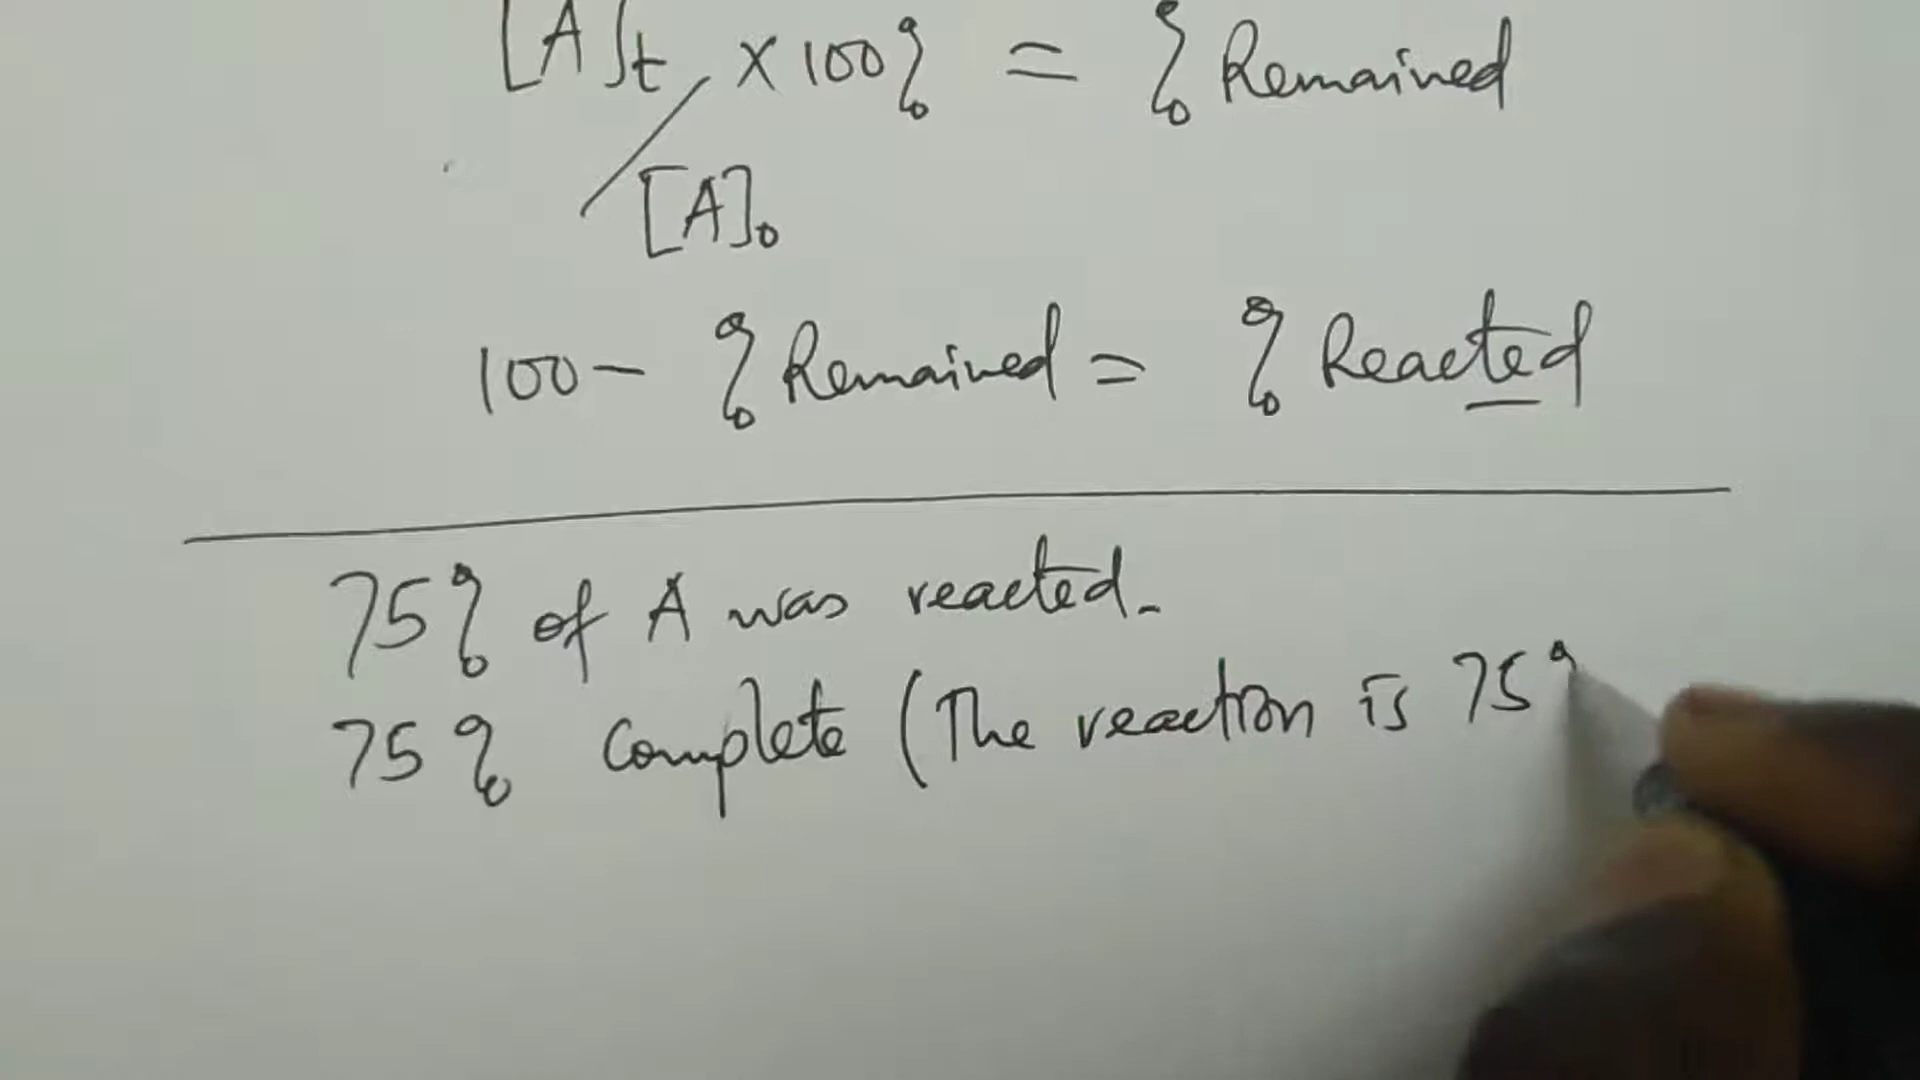 [A]t × 100% = % Remained
[A]₀
100 - % Remained = % Reacted
75% of A was reacted.
75% Complete (The reaction is 75%